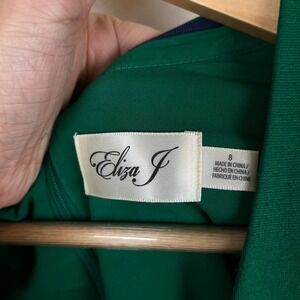 Eliza J
8
MADE IN CHINA /
HECHO EN CHINA /
FABRIQUE EN CHINE